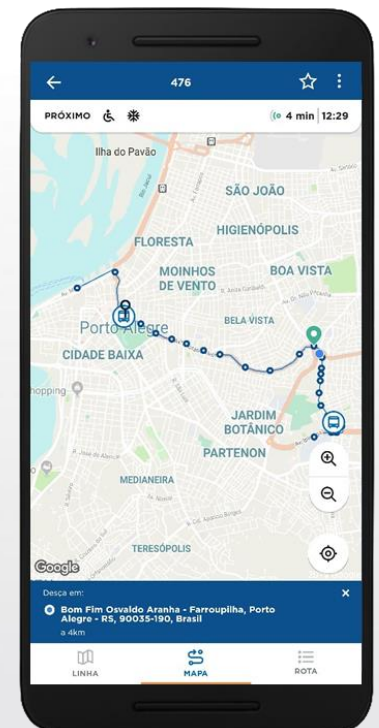 476
PRÓXIMO
4 min 12:29
Ilha do Pavão
SÃO JOÃO
HIGIENÓPOLIS
FLORESTA
MOINHOS
DE VENTO
BOA VISTA
R. Anita Garibaldi
BELA VISTA
Porto Alegre
CIDADE BAIXA
hopping
JARDIM
BOTÂNICO
PARTENON
MEDIANEIRA
TERESÓPOLIS
Google
Desça em:
Bom Fim Osvaldo Aranha - Farroupilha, Porto
Alegre - RS, 90035-190, Brasil
a 4km
LINHA
MAPA
ROTA